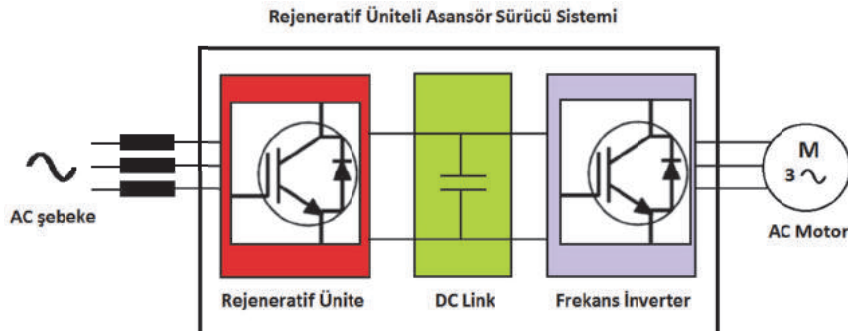 Rejeneratif Üniteli Asansör Sürücü Sistemi
M
3
AC şebeke
AC Motor
Rejeneratif Ünite
DC Link
Frekans İnverter